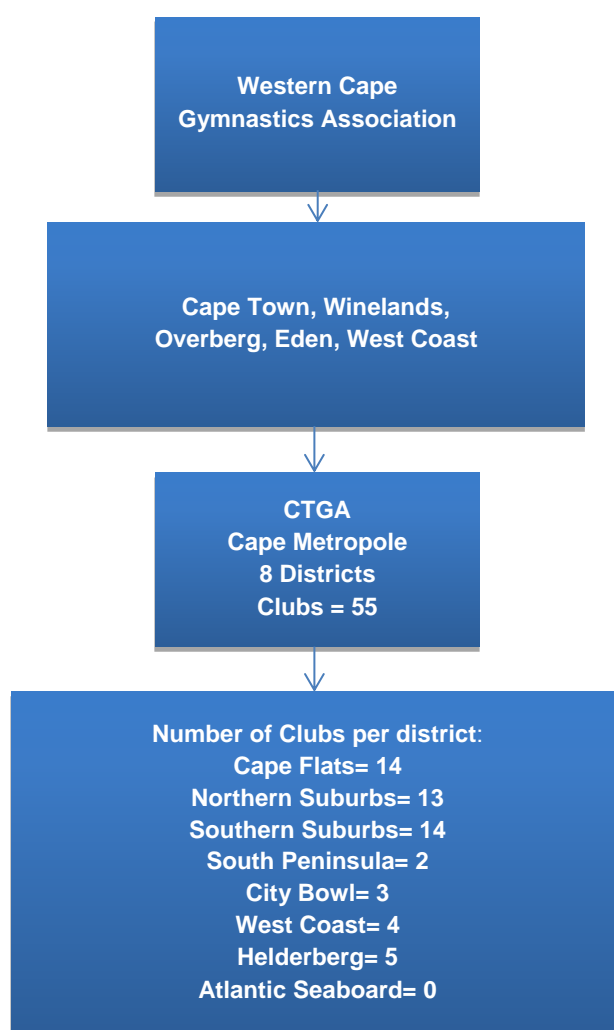 Western Cape
Gymnastics Association
Cape Town, Winelands,
Overberg, Eden, West Coast
CTGA
Cape Metropole
8 Districts
Clubs = 55
Number of Clubs per district:
Cape Flats= 14
Northern Suburbs= 13
Southern Suburbs= 14
South Peninsula= 2
City Bowl= 3
West Coast= 4
Helderberg= 5
Atlantic Seaboard= 0